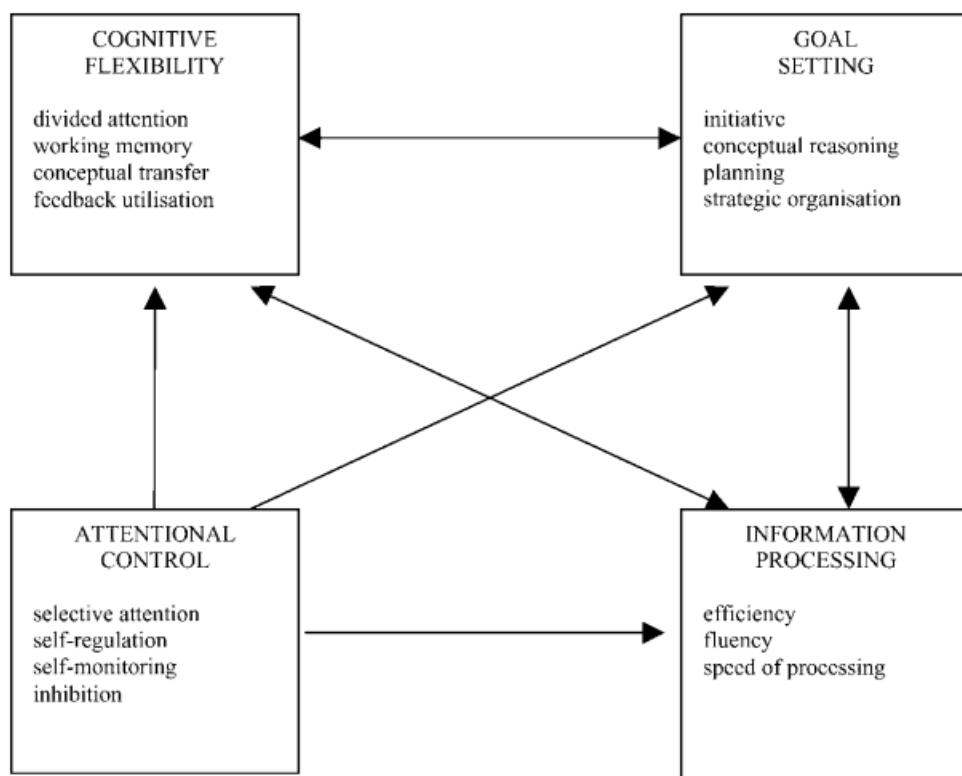 COGNITIVE
FLEXIBILITY
divided attention
working memory
conceptual transfer
feedback utilisation
GOAL
SETTING
initiative
conceptual reasoning
planning
strategic organisation
ATTENTIONAL
CONTROL
selective attention
self-regulation
self-monitoring
inhibition
INFORMATION
PROCESSING
efficiency
fluency
speed of processing